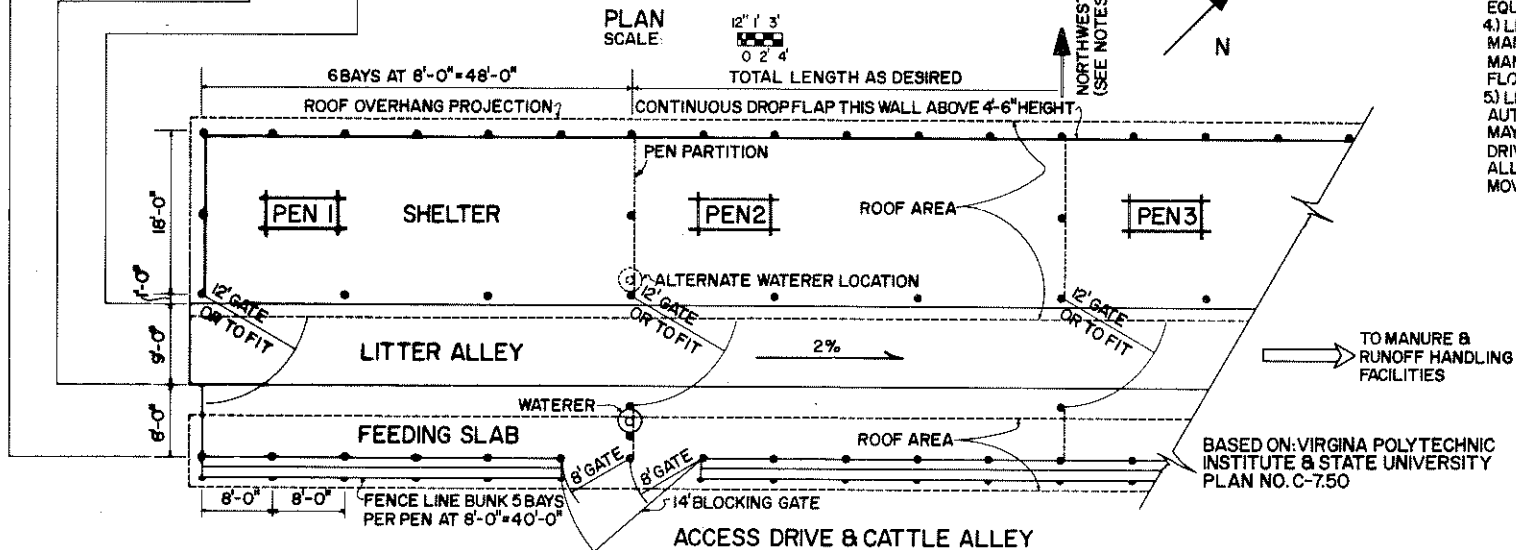 PLAN
SCALE:
12" 1' 3'
0 2' 4'
NORTHWEST
(SEE NOTES
N
EQU
4.) LI
MAN
MAN
FLO
5.) LI
AUT
MAY
DRIV
ALL
MOV
6 BAYS AT 8'-0"=48'-0"
TOTAL LENGTH AS DESIRED
ROOF OVERHANG PROJECTION
CONTINUOUS DROP FLAP THIS WALL ABOVE 4'-6" HEIGHT
PEN PARTITION
18'-0"
PEN 1
SHELTER
PEN 2
ROOF AREA
PEN 3
ALTERNATE WATERER LOCATION
1'-0"
12' GATE
OR TO FIT
12' GATE
OR TO FIT
12' GATE
OR TO FIT
9'-0"
LITTER ALLEY
2%
TO MANURE &
RUNOFF HANDLING
FACILITIES
WATERER
8'-0"
FEEDING SLAB
ROOF AREA
8' GATE
8' GATE
BASED ON: VIRGINA POLYTECHNIC
INSTITUTE & STATE UNIVERSITY
PLAN NO. C-7.50
8'-0"
8'-0"
FENCE LINE BUNK 5 BAYS
PER PEN AT 8'-0"=40'-0"
14' BLOCKING GATE
ACCESS DRIVE & CATTLE ALLEY